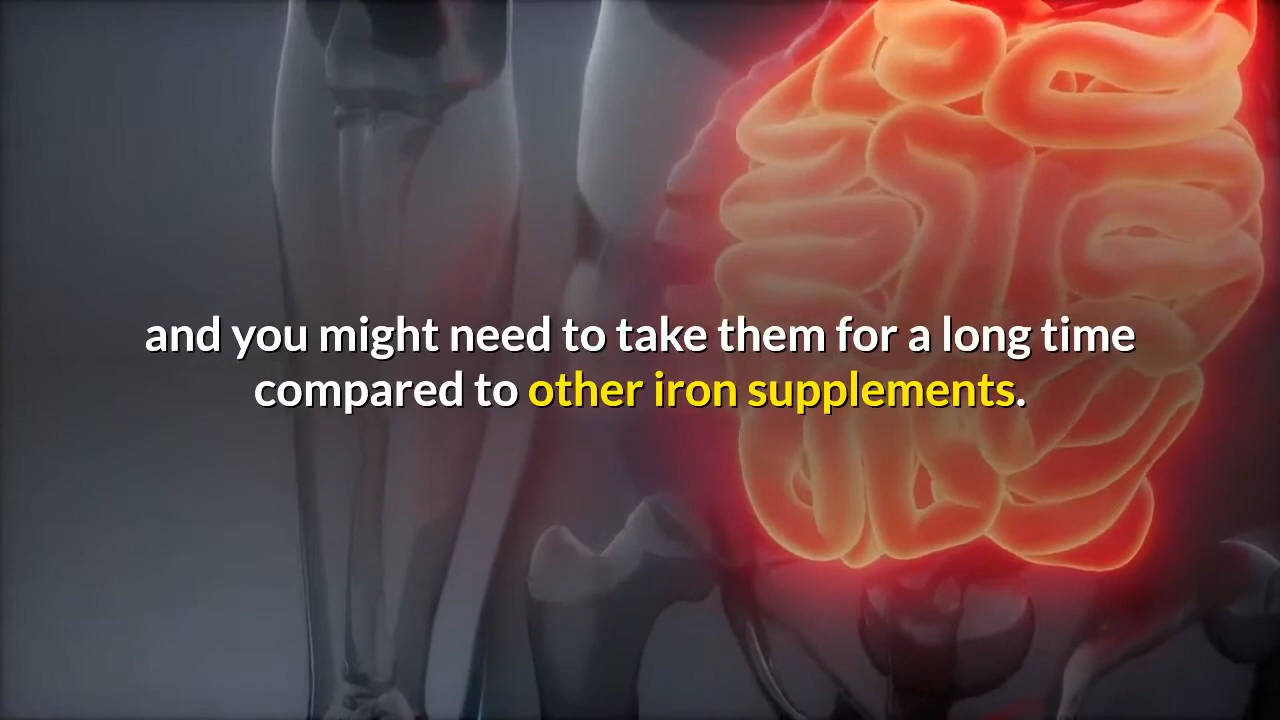 and you might need to take them for a long time
compared to other iron supplements.